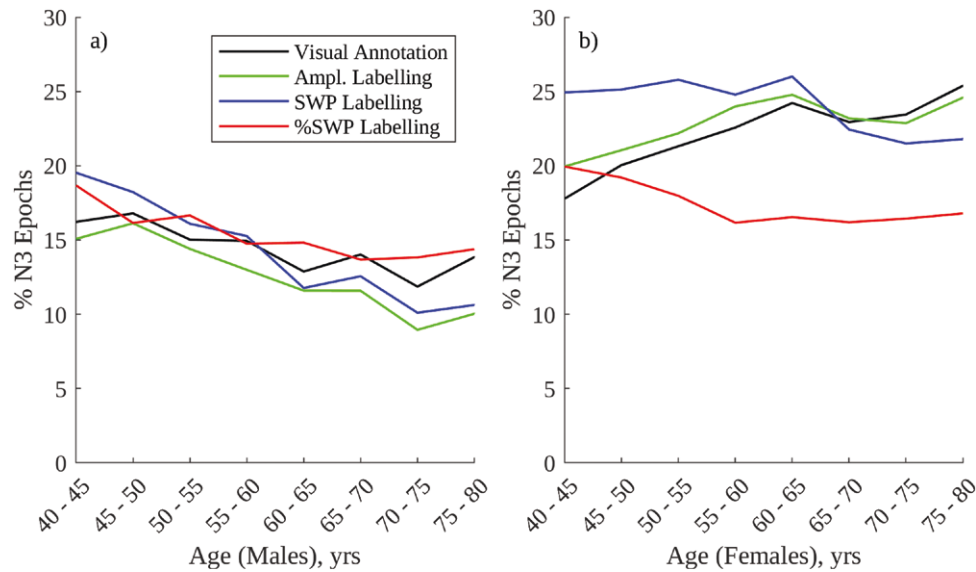 a)
Visual Annotation
Ampl. Labelling
SWP Labelling
%SWP Labelling
% N3 Epochs
30
25
20
15
10
5
0
40 - 45
45 - 50
50 - 55
55 - 60
60 - 65
65 - 70
70 - 75
75 - 80
Age (Males), yrs
b)
% N3 Epochs
30
25
20
15
10
5
0
40 - 45
45 - 50
50 - 55
55 - 60
60 - 65
65 - 70
70 - 75
75 - 80
Age (Females), yrs